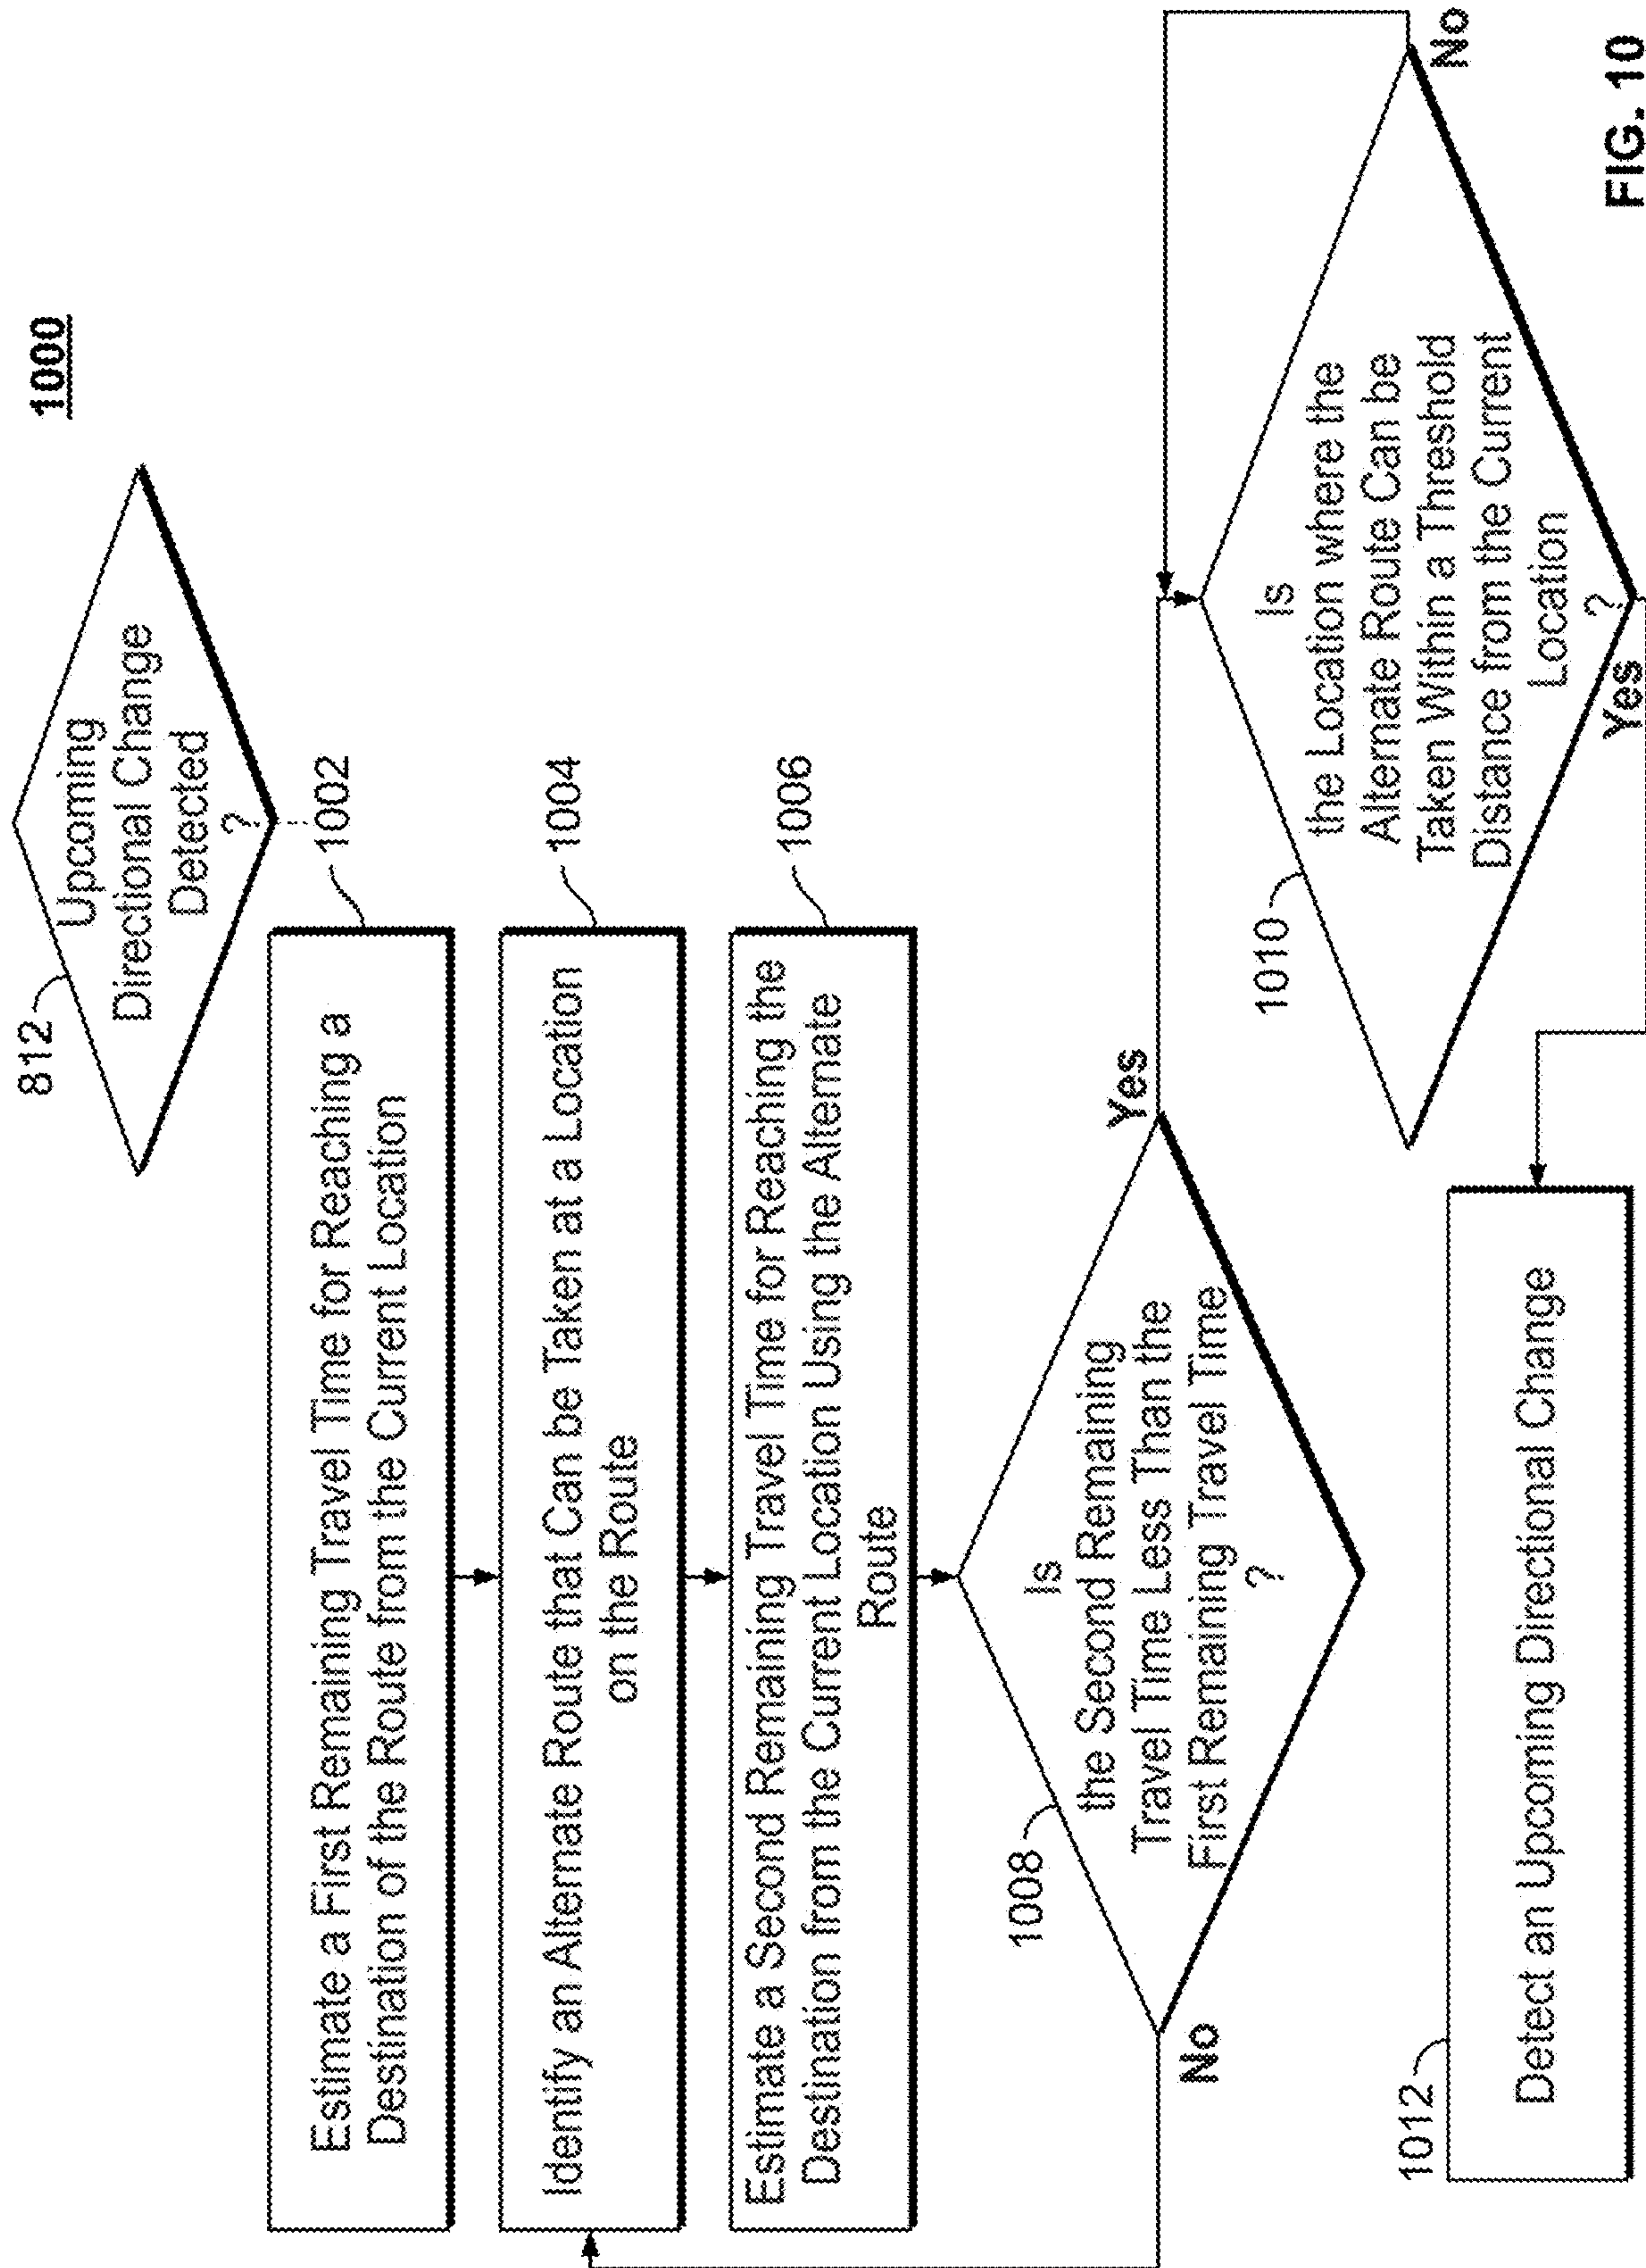 1000
812
Upcoming
Directional Change
Detected
?
1002
Estimate a First Remaining Travel Time for Reaching a
Destination of the Route from the Current Location
1004
Identify an Alternate Route that Can be Taken at a Location
on the Route
1006
Estimate a Second Remaining Travel Time for Reaching the
Destination from the Current Location Using the Alternate
Route
1008
Is
the Second Remaining
Travel Time Less Than the
First Remaining Travel Time
?
No
Yes
1010
Is
the Location where the
Alternate Route Can be
Taken Within a Threshold
Distance from the Current
Location
?
No
Yes
1012
Detect an Upcoming Directional Change
FIG. 10